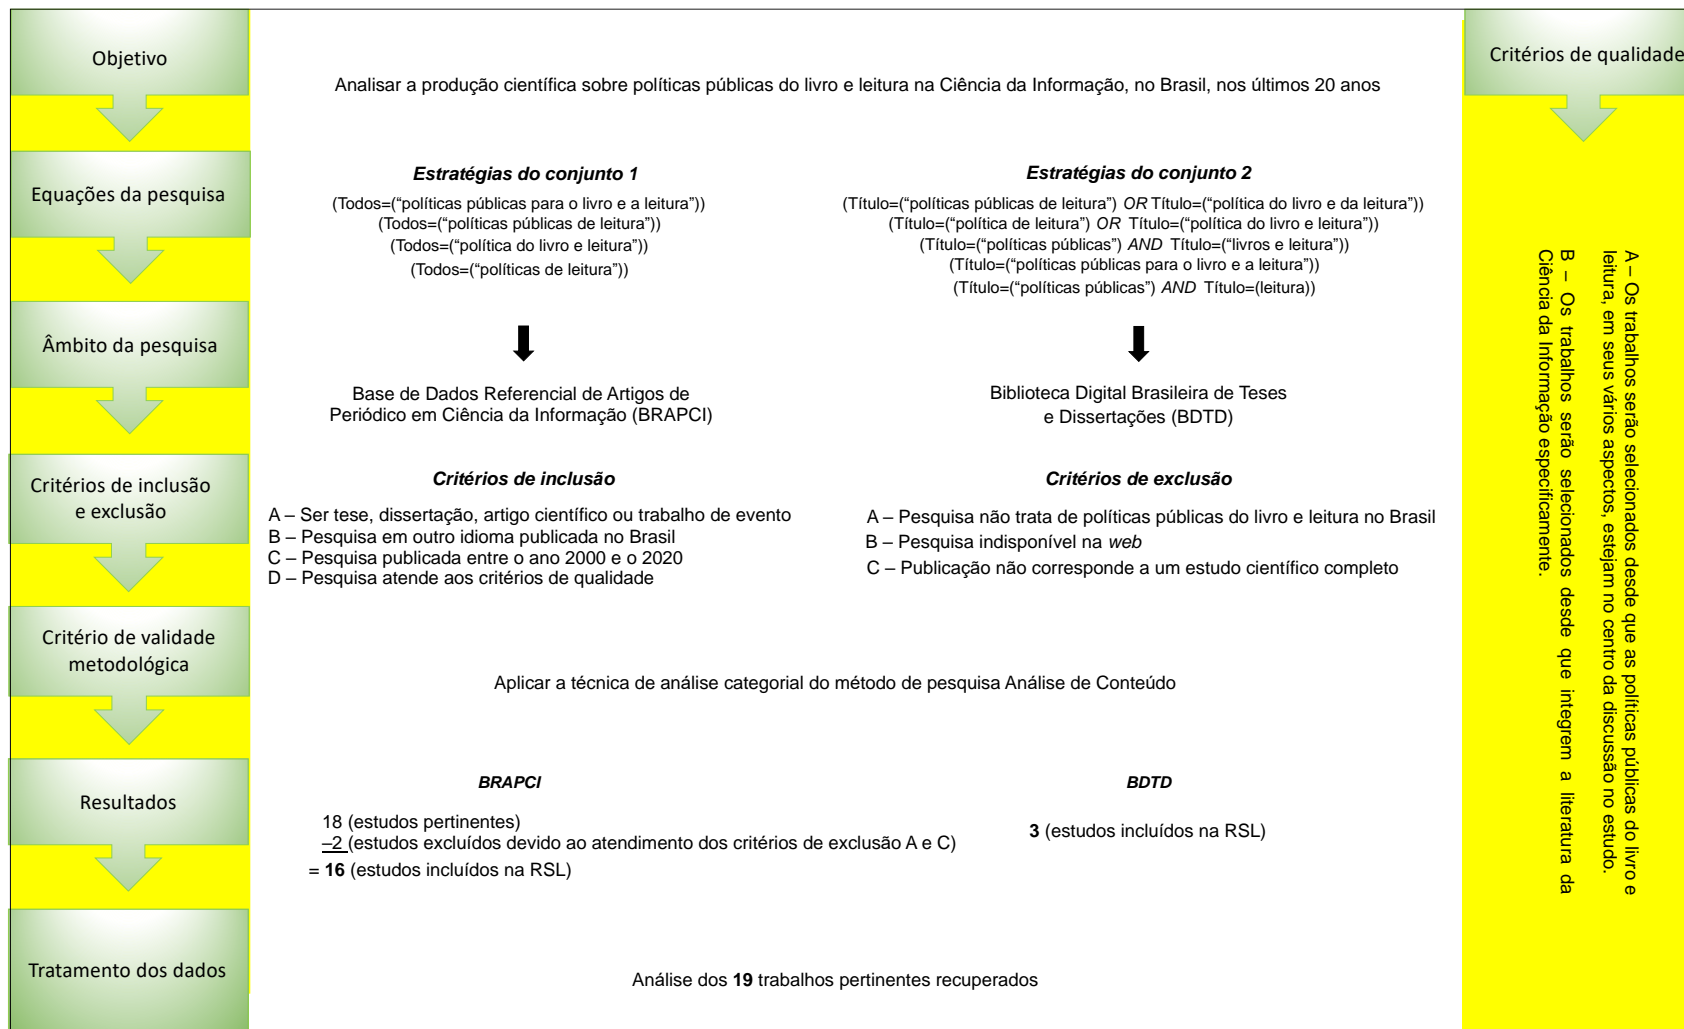 Objetivo
Analisar a produção científica sobre políticas públicas do livro e leitura na Ciência da Informação, no Brasil, nos últimos 20 anos
Equações da pesquisa
Estratégias do conjunto 1
(Todos=(“políticas públicas para o livro e a leitura”))
(Todos=(“políticas públicas de leitura”))
(Todos=(“política do livro e leitura”))
(Todos=(“políticas de leitura”))
Estratégias do conjunto 2
(Título=(“políticas públicas de leitura”) OR Título=(“política do livro e da leitura”))
(Título=(“política de leitura”) OR Título=(“política do livro e leitura”))
(Título=(“políticas públicas”) AND Título=(“livros e leitura”))
(Título=(“políticas públicas para o livro e a leitura”))
(Título=(“políticas públicas”) AND Título=(leitura))
Âmbito da pesquisa
Base de Dados Referencial de Artigos de
Periódico em Ciência da Informação (BRAPCI)
Biblioteca Digital Brasileira de Teses
e Dissertações (BDTD)
Critérios de inclusão
e exclusão
Critérios de inclusão
A – Ser tese, dissertação, artigo científico ou trabalho de evento
B – Pesquisa em outro idioma publicada no Brasil
C – Pesquisa publicada entre o ano 2000 e o 2020
D – Pesquisa atende aos critérios de qualidade
Critérios de exclusão
A – Pesquisa não trata de políticas públicas do livro e leitura no Brasil
B – Pesquisa indisponível na web
C – Publicação não corresponde a um estudo científico completo
Critério de validade
metodológica
Aplicar a técnica de análise categorial do método de pesquisa Análise de Conteúdo
Resultados
BRAPCI
18 (estudos pertinentes)
–2 (estudos excluídos devido ao atendimento dos critérios de exclusão A e C)
= 16 (estudos incluídos na RSL)
BDTD
3 (estudos incluídos na RSL)
Tratamento dos dados
Análise dos 19 trabalhos pertinentes recuperados
Critérios de qualidade
A – Os trabalhos serão selecionados desde que as políticas públicas do livro e
leitura, em seus vários aspectos, estejam no centro da discussão no estudo.
B – Os trabalhos serão selecionados desde que integrem a literatura da
Ciência da Informação especificamente.